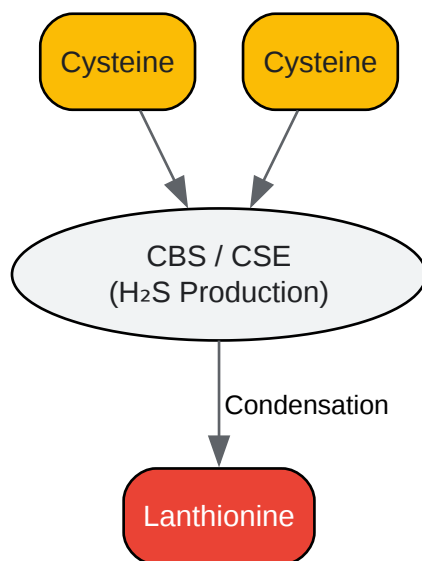 Cysteine
Cysteine
CBS / CSE
(H₂S Production)
Condensation
Lanthionine